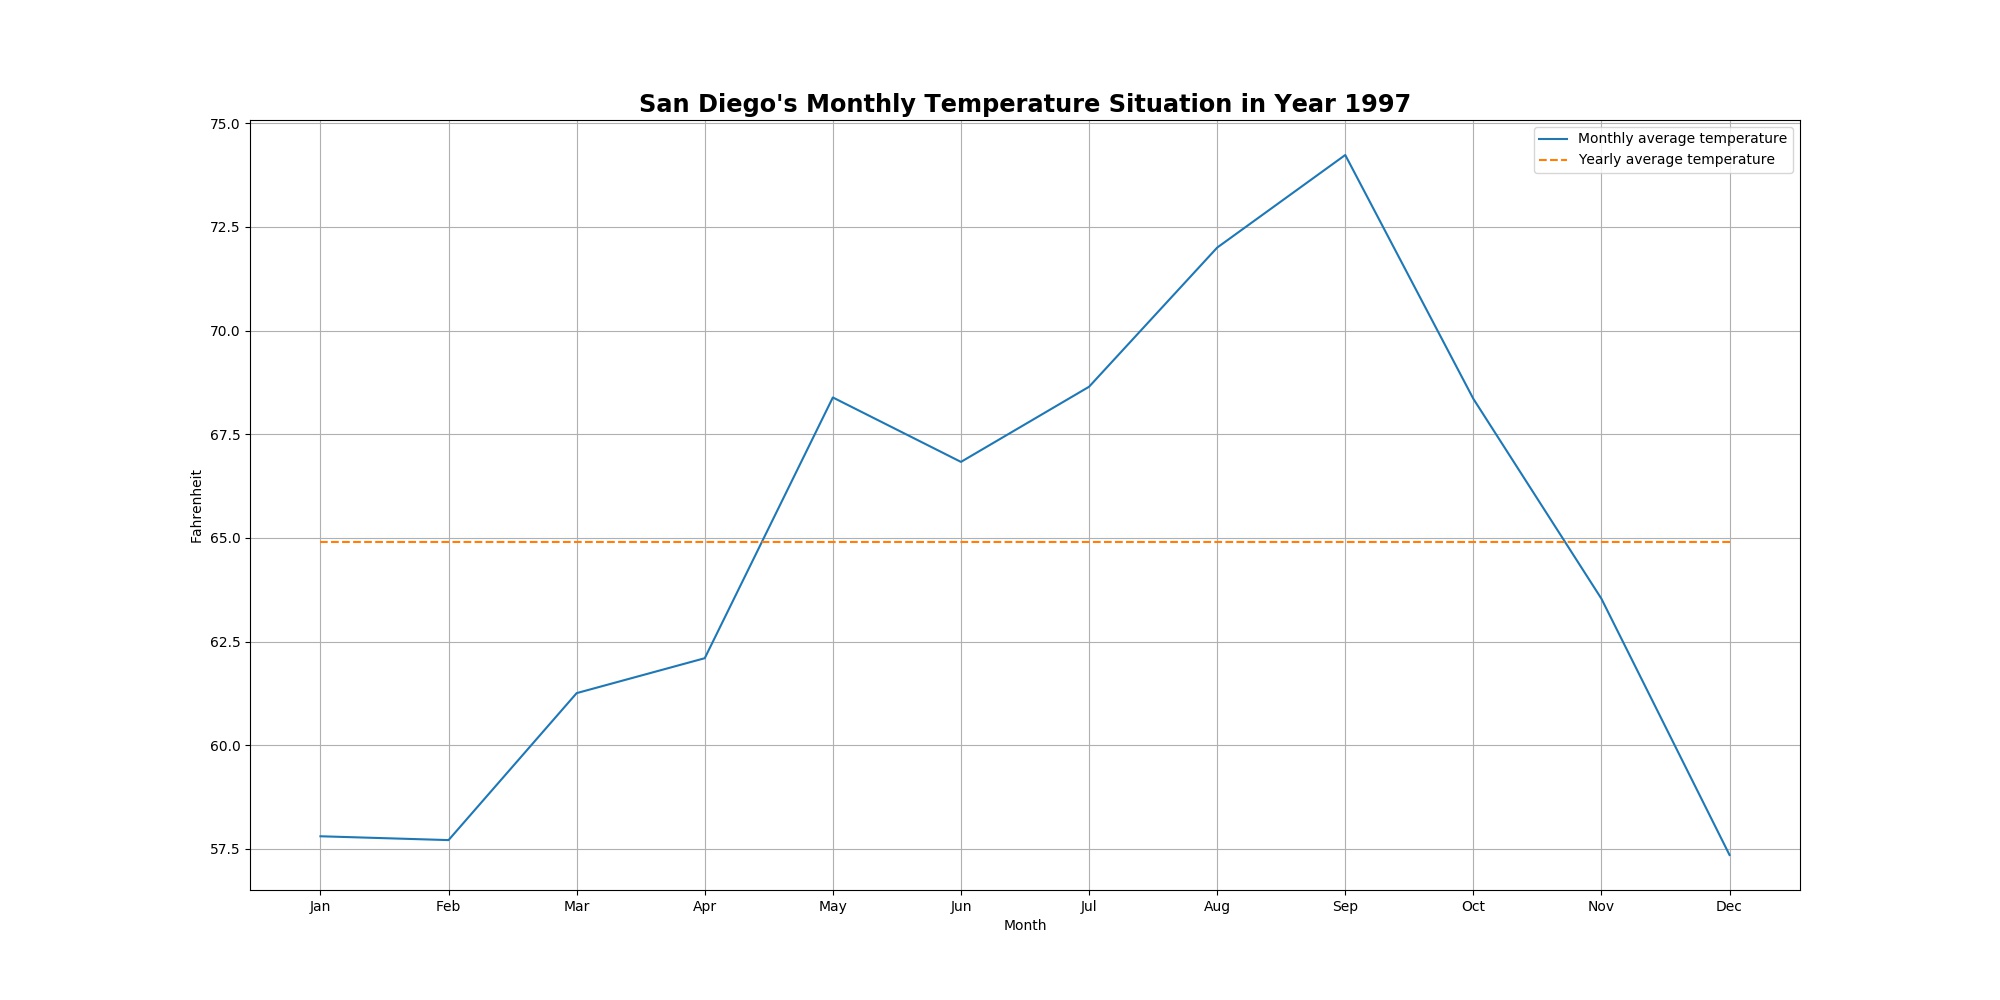 San Diego's Monthly Temperature Situation in Year 1997
Monthly average temperature
Yearly average temperature
75.0
72.5
70.0
67.5
65.0
62.5
60.0
57.5
Fahrenheit
Jan Feb Mar Apr May Jun Jul Aug Sep Oct Nov Dec
Month